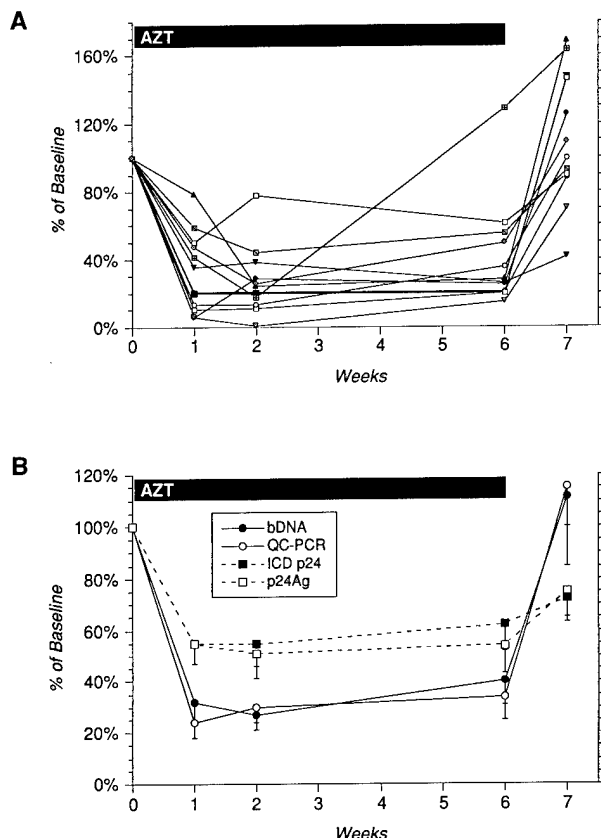 A
AZT
160%
120%
80%
40%
0%
% of Baseline
0 1 2 3 4 5 6 7
Weeks
B
AZT
120%
100%
80%
60%
40%
20%
0%
% of Baseline
bDNA
QC-PCR
ICD p24
p24Ag
0 1 2 3 4 5 6 7
Weeks